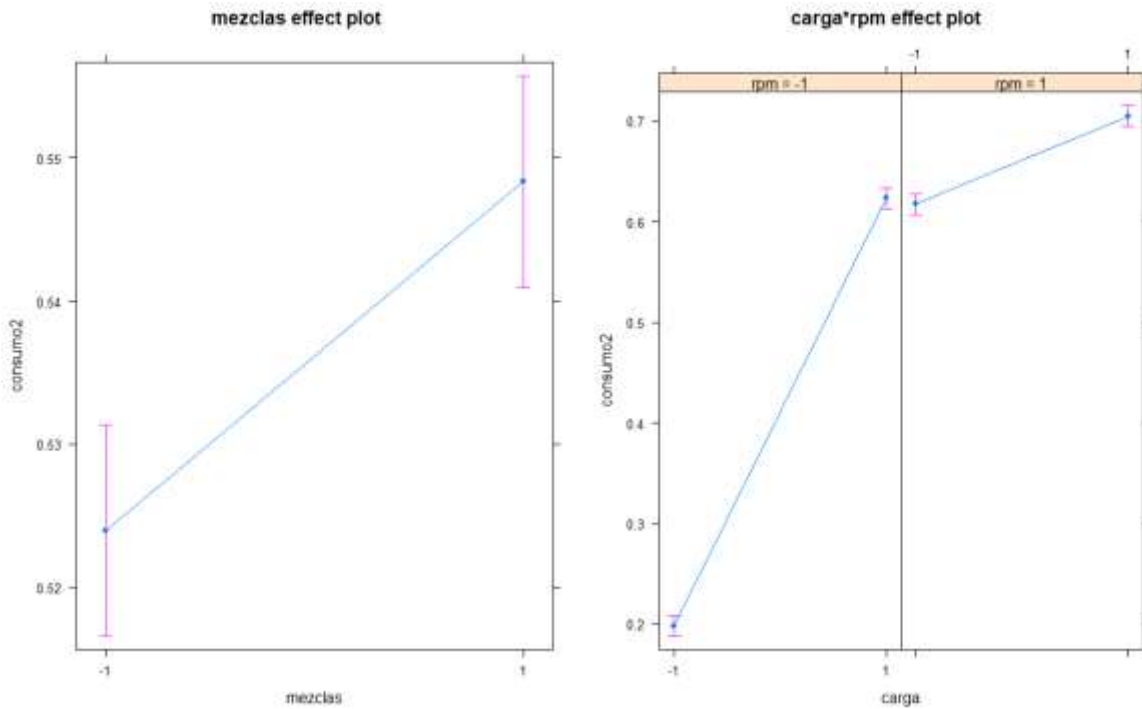 mezclas effect plot
0.55
0.54
0.53
0.52
consumo2
-1 1
mezclas
carga*rpm effect plot
-1 1
rpm = -1 rpm = 1
0.7
0.6
0.5
0.4
0.3
0.2
consumo2
-1 1
carga